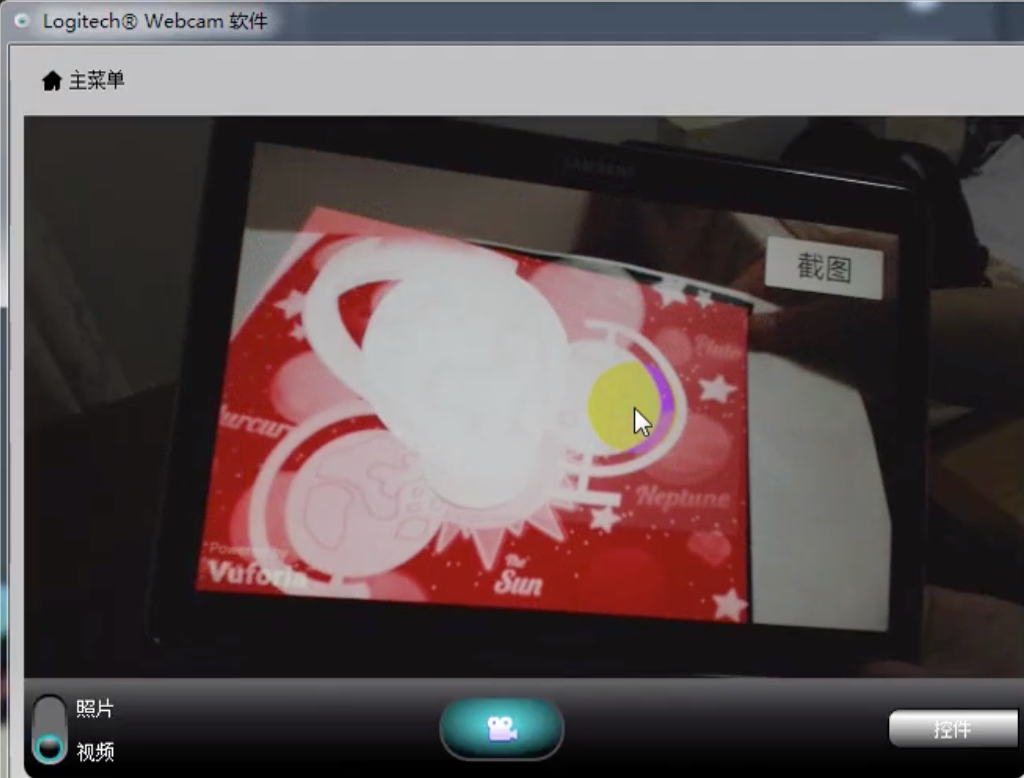 Logitech® Webcam 软件
主菜单
SAMSUNG
截图
Pluto
Neptune
Powered by
Vuforia
The
Sun
照片
视频
控件